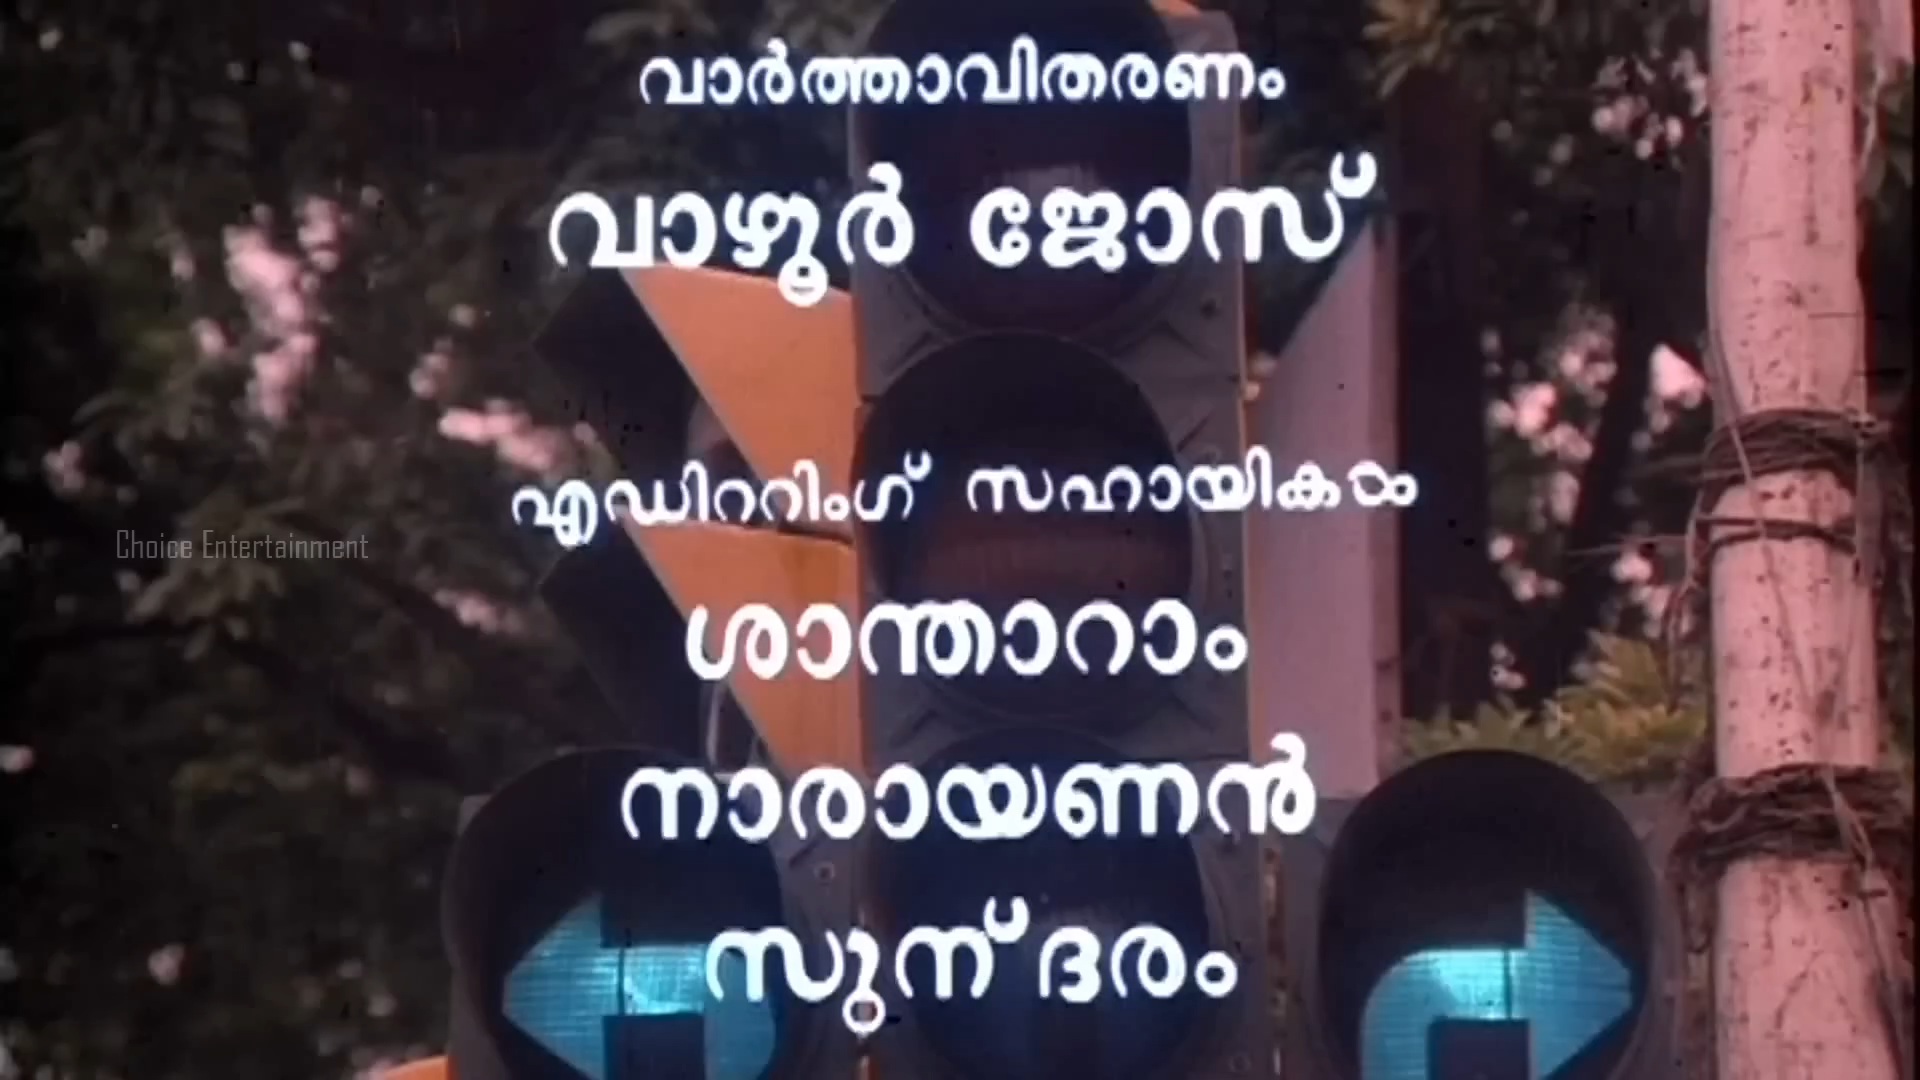 വാർത്താവിതരണം
വാഴൂർ ജോസ്
എഡിററിംഗ് സഹായികൾ
Choice Entertainment
ശാന്താറാം
നാരായണൻ
സുന്ദരം